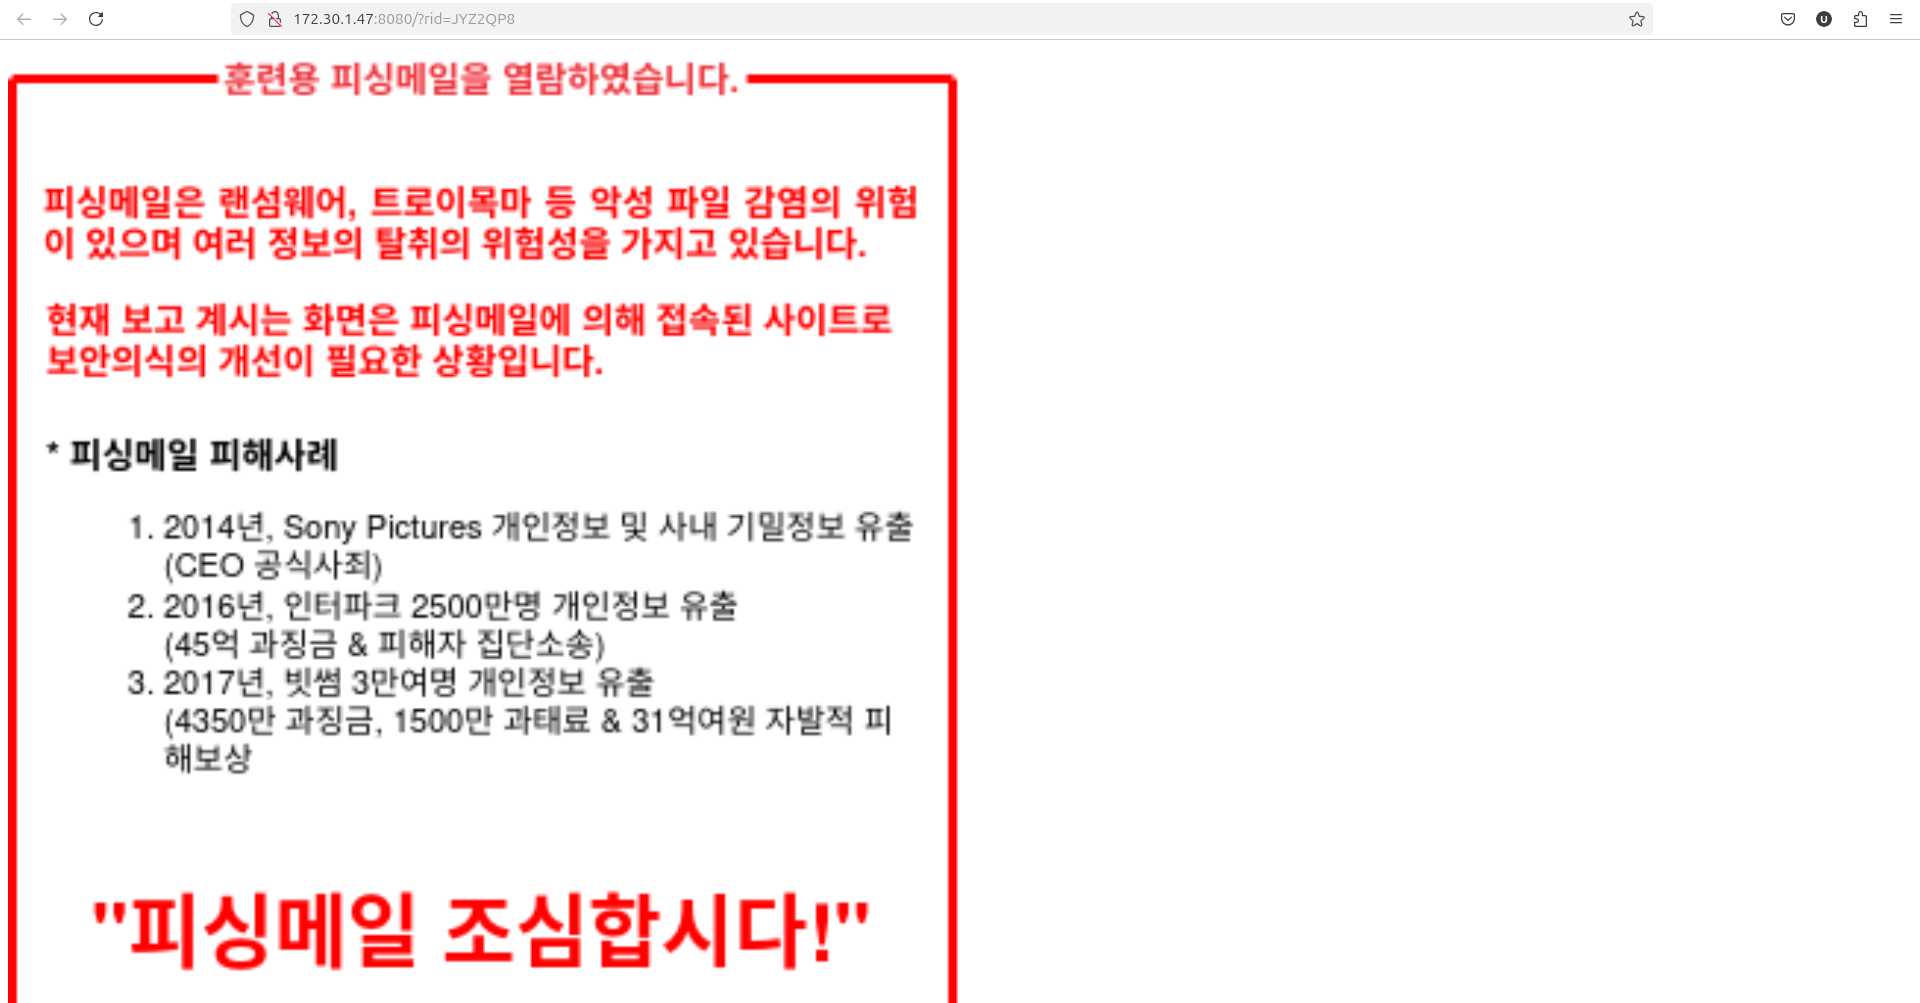 172.30.1.47:8080/?rid=JYZ2QP8
훈련용 피싱메일을 열람하였습니다.
피싱메일은 랜섬웨어, 트로이목마 등 악성 파일 감염의 위험
이 있으며 여러 정보의 탈취의 위험성을 가지고 있습니다.
현재 보고 계시는 화면은 피싱메일에 의해 접속된 사이트로
보안의식의 개선이 필요한 상황입니다.
* 피싱메일 피해사례
1. 2014년, Sony Pictures 개인정보 및 사내 기밀정보 유출
(CEO 공식사죄)
2. 2016년, 인터파크 2500만명 개인정보 유출
(45억 과징금 & 피해자 집단소송)
3. 2017년, 빗썸 3만여명 개인정보 유출
(4350만 과징금, 1500만 과태료 & 31억여원 자발적 피
해보상
"피싱메일 조심합시다!"